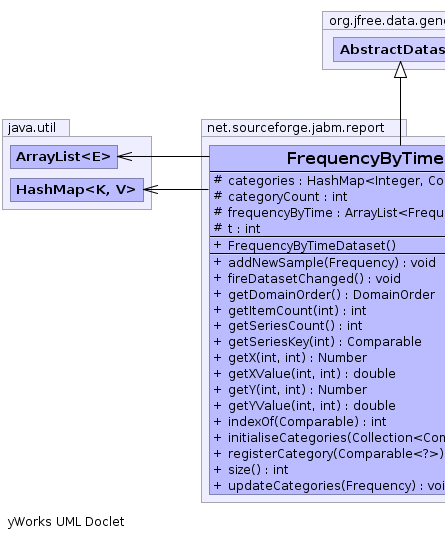 org.jfree.data.gene
AbstractDatas
java.util
ArrayList<E>
HashMap<K, V>
net.sourceforge.jabm.report
FrequencyByTime
# categories : HashMap<Integer, Co
# categoryCount : int
# frequencyByTime : ArrayList<Frequ
# t : int
+ FrequencyByTimeDataset()
+ addNewSample(Frequency) : void
+ fireDatasetChanged() : void
+ getDomainOrder() : DomainOrder
+ getItemCount(int) : int
+ getSeriesCount() : int
+ getSeriesKey(int) : Comparable
+ getX(int, int) : Number
+ getXValue(int, int) : double
+ getY(int, int) : Number
+ getYValue(int, int) : double
+ indexOf(Comparable) : int
+ initialiseCategories(Collection<Com
+ registerCategory(Comparable<?>)
+ size() : int
+ updateCategories(Frequency) : voi
yWorks UML Doclet